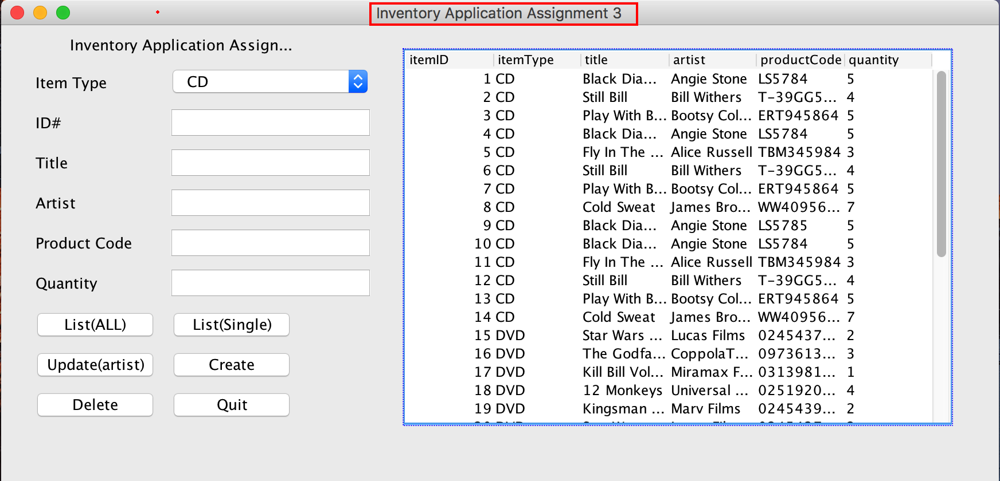 Inventory Application Assignment 3
Inventory Application Assign...
Item Type CD
ID#
Title
Artist
Product Code
Quantity
List(ALL) List(Single)
Update(artist) Create
Delete Quit
itemID itemType title artist productCode quantity
1 CD Black Dia... Angie Stone LS5784 5
2 CD Still Bill Bill Withers T-39GG5... 4
3 CD Play With B... Bootsy Col... ERT945864 5
4 CD Black Dia... Angie Stone LS5784 5
5 CD Fly In The ... Alice Russell TBM345984 3
6 CD Still Bill Bill Withers T-39GG5... 4
7 CD Play With B... Bootsy Col... ERT945864 5
8 CD Cold Sweat James Bro... WW40956... 7
9 CD Black Dia... Angie Stone LS5785 5
10 CD Black Dia... Angie Stone LS5784 5
11 CD Fly In The ... Alice Russell TBM345984 3
12 CD Still Bill Bill Withers T-39GG5... 4
13 CD Play With B... Bootsy Col... ERT945864 5
14 CD Cold Sweat James Bro... WW40956... 7
15 DVD Star Wars ... Lucas Films 0245437... 2
16 DVD The Godfa... CoppolaT... 0973613... 3
17 DVD Kill Bill Vol... Miramax F... 0313981... 1
18 DVD 12 Monkeys Universal ... 0251920... 4
19 DVD Kingsman ... Marv Films 0245439... 2